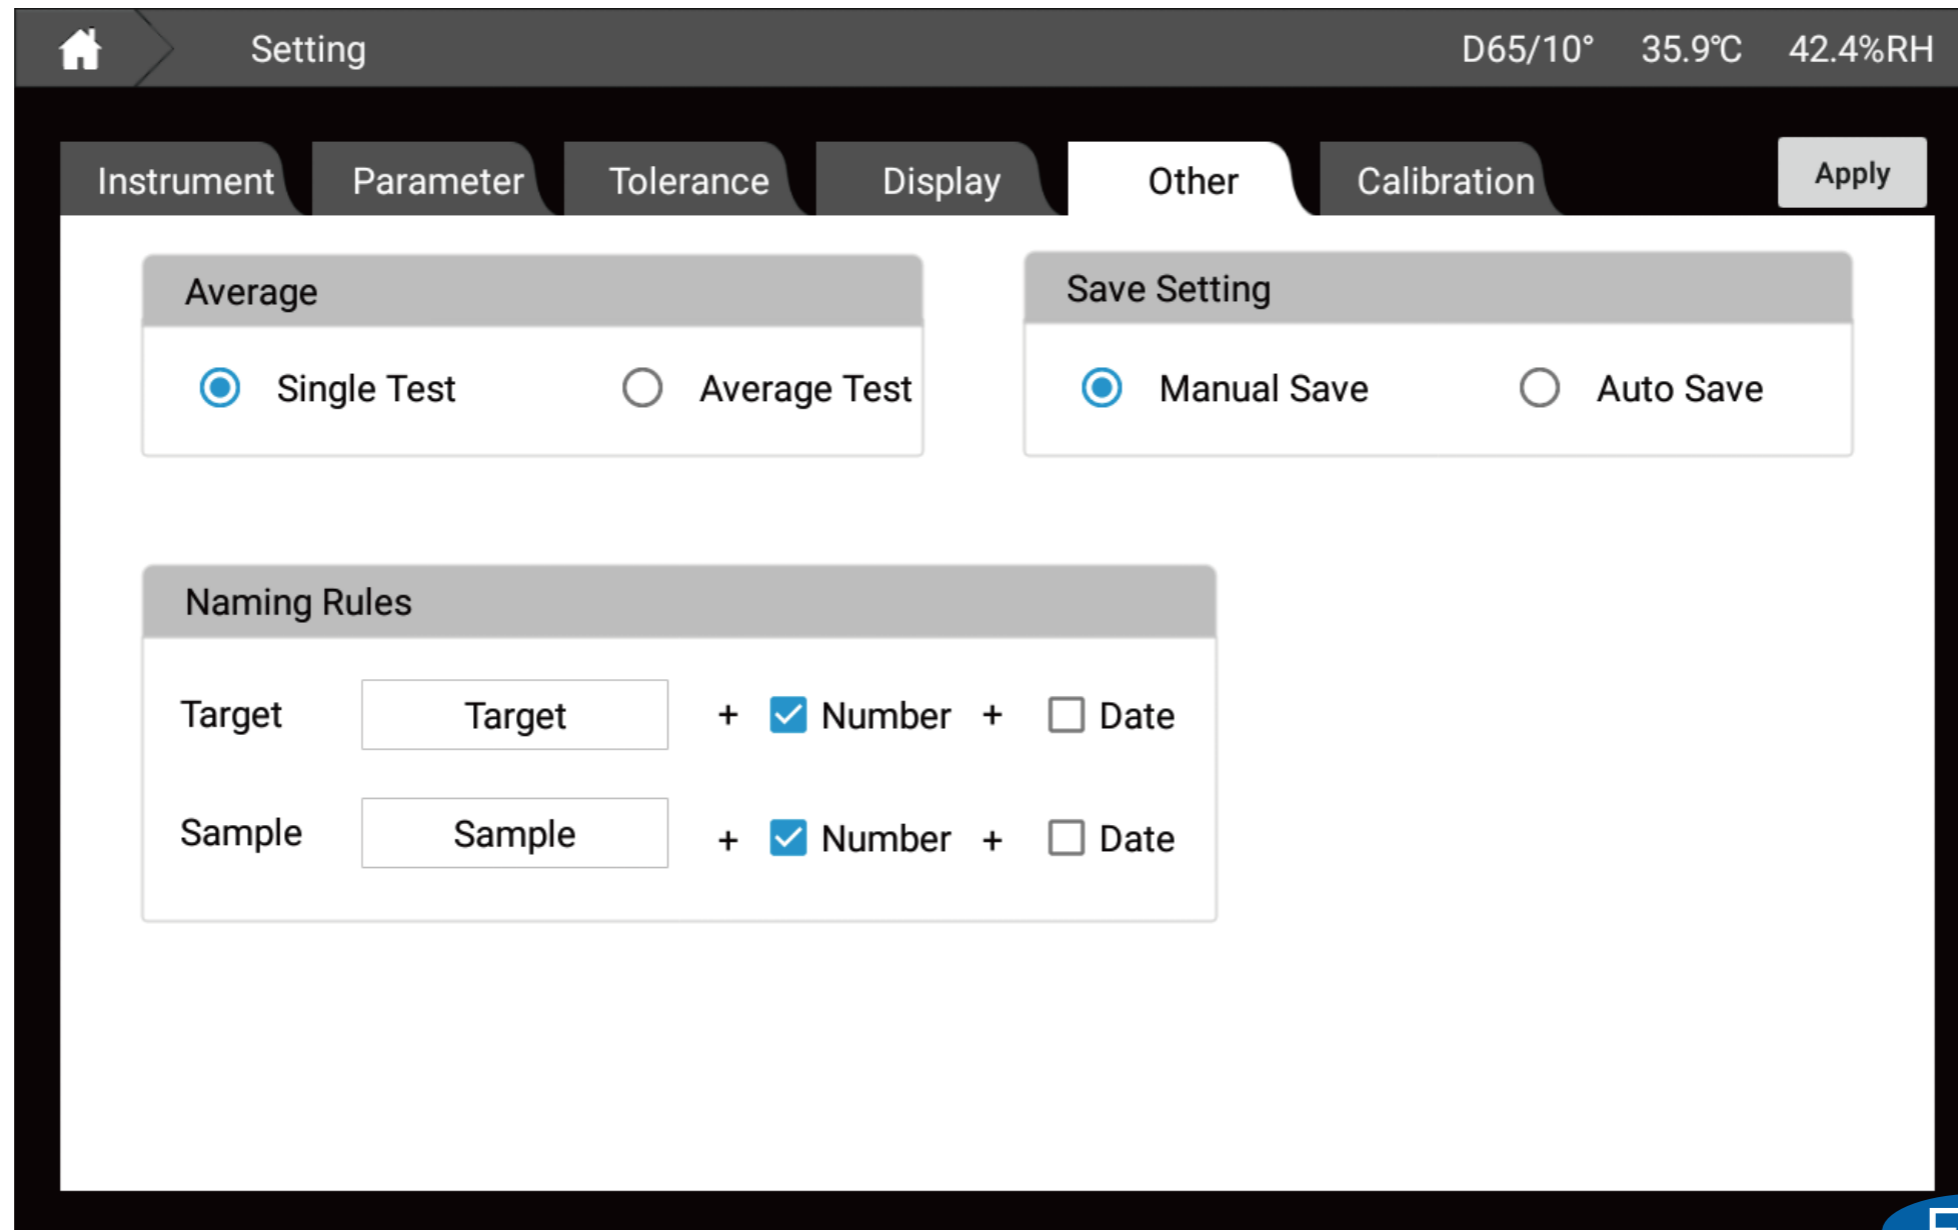 Setting D65/10° 35.9℃ 42.4%RH
Instrument Parameter Tolerance Display Other Calibration Apply
Average
Single Test Average Test
Save Setting
Manual Save Auto Save
Naming Rules
Target Target + Number + Date
Sample Sample + Number + Date